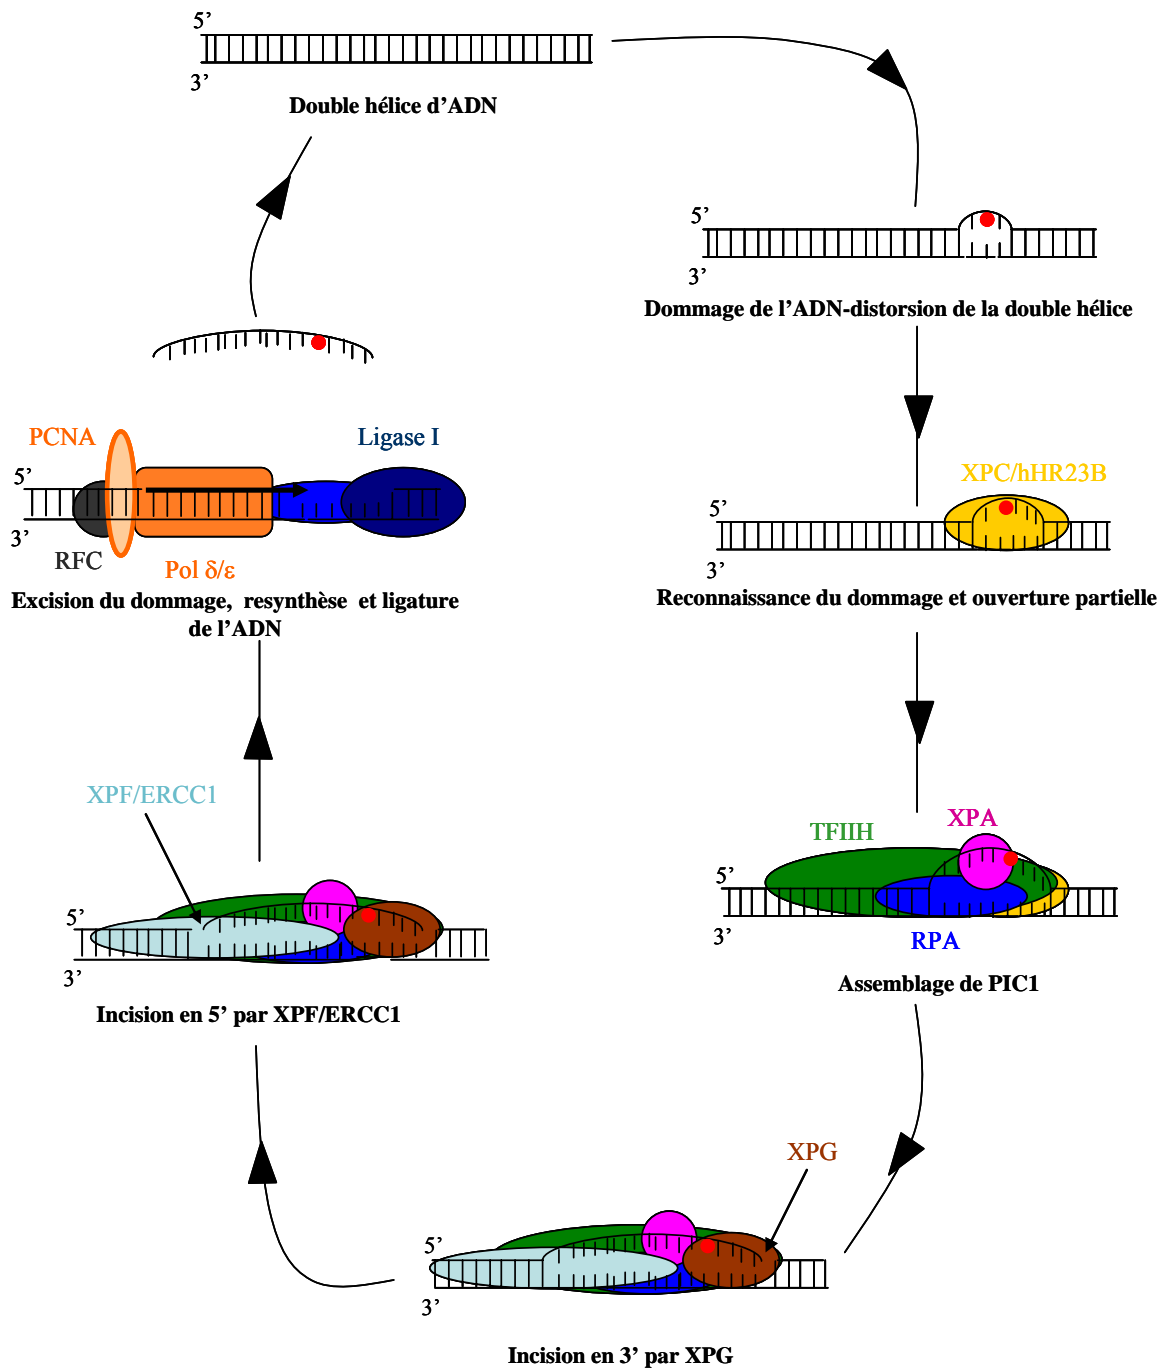 5’
3’
Double hélice d’ADN
5’
3’
Dommage de l’ADN-distorsion de la double hélice
XPC/hHR23B
5’
3’
Reconnaissance du dommage et ouverture partielle
TFIIH
XPA
5’
3’
RPA
Assemblage de PIC1
XPG
5’
3’
Incision en 3’ par XPG
XPF/ERCC1
5’
3’
Incision en 5’ par XPF/ERCC1
PCNA
Ligase I
5’
3’
RFC
Pol δ/ε
Excision du dommage, resynthèse et ligature
de l’ADN